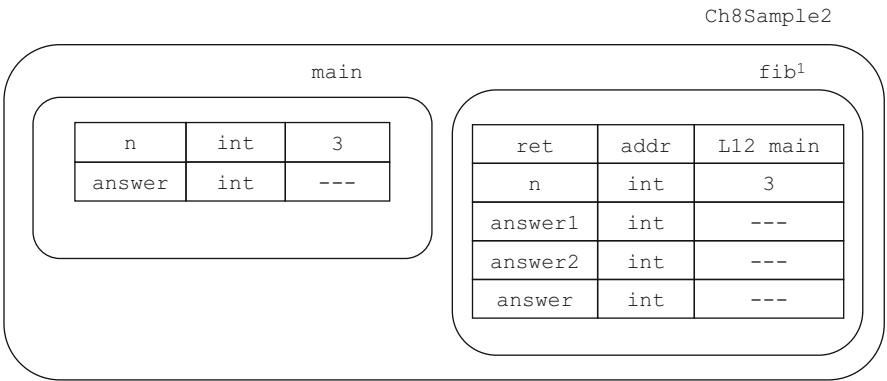 Ch8Sample2
main
n int 3
answer int ---
fib¹
ret addr L12 main
n int 3
answer1 int ---
answer2 int ---
answer int ---